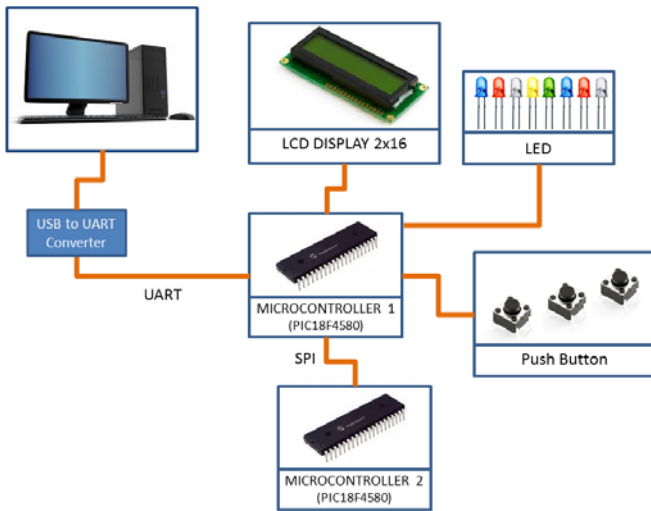 LCD DISPLAY 2x16
LED
USB to UART
Converter
UART
MICROCONTROLLER 1
(PIC18F4580)
Push Button
SPI
MICROCONTROLLER 2
(PIC18F4580)